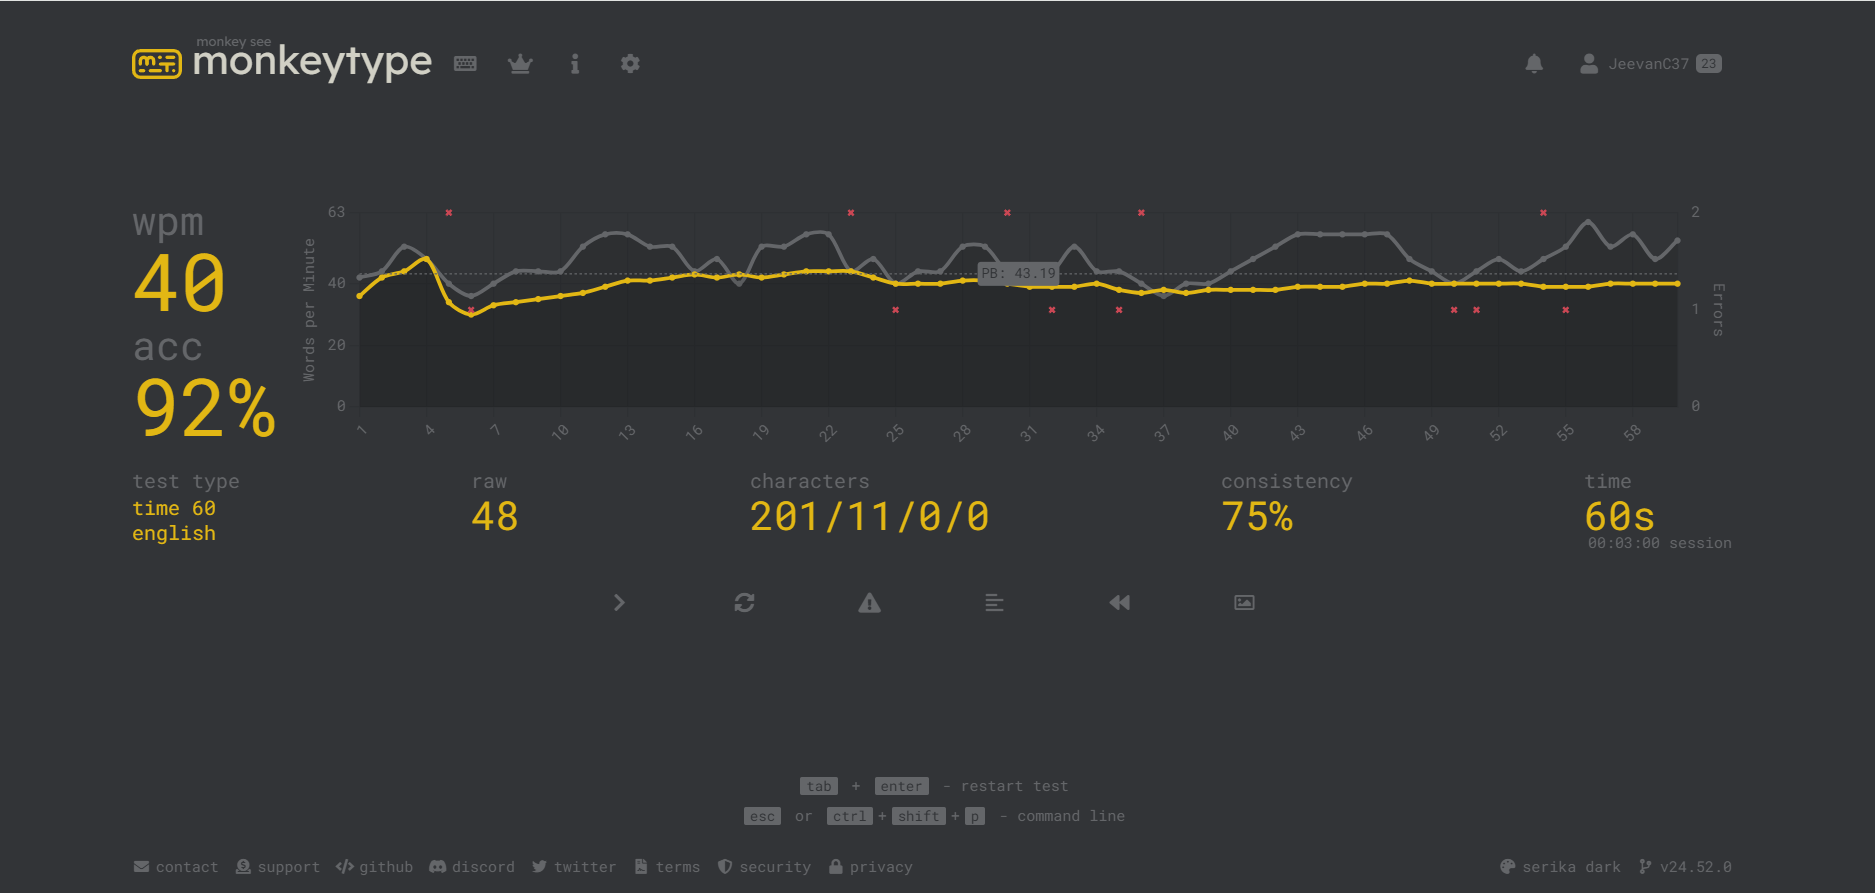 monkey see
monkeytype
JeevanC37 23
wpm
40
acc
92%
63
40
20
0
Words per Minute
PB: 43.19
2
1
0
Errors
1 4 7 10 13 16 19 22 25 28 31 34 37 40 43 46 49 52 55 58
test type
time 60
english
raw
48
characters
201/11/0/0
consistency
75%
time
60s
00:03:00 session
tab + enter - restart test
esc or ctrl + shift + p - command line
contact support github discord twitter terms security privacy serika dark v24.52.0